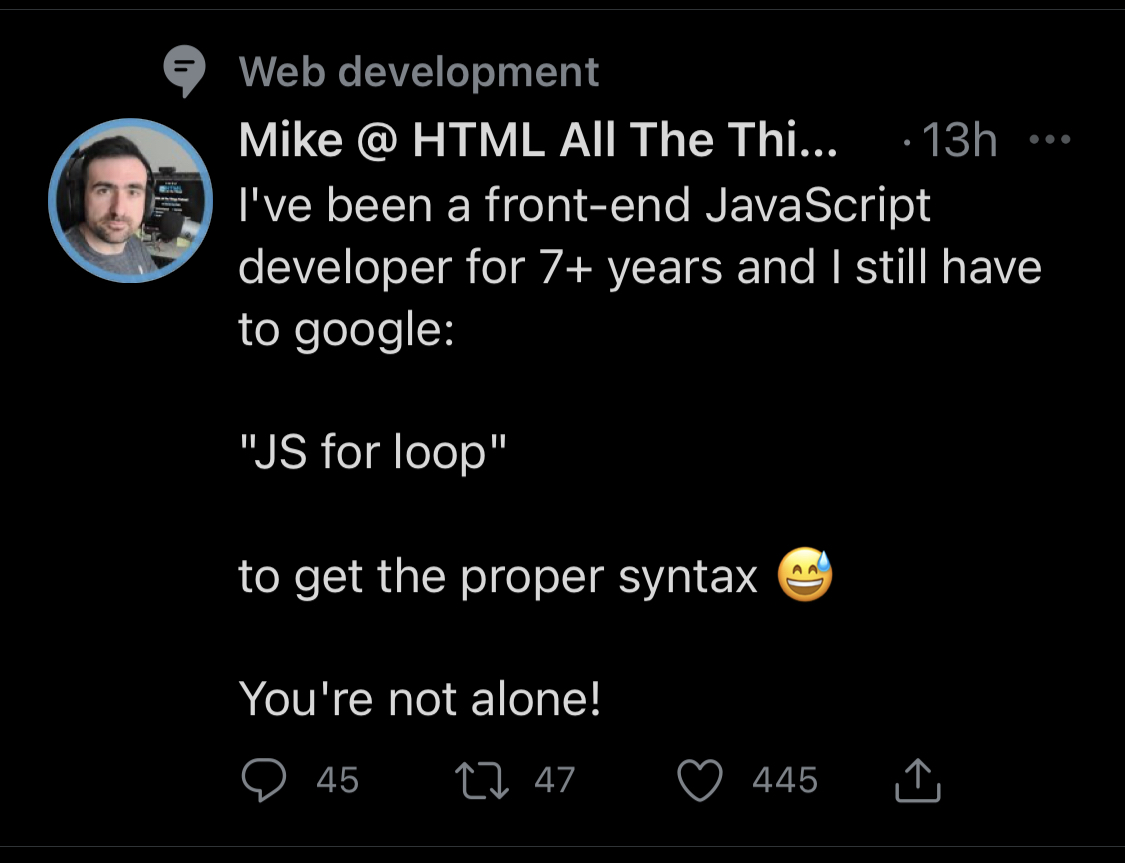 Web development
Mike @ HTML All The Thi... · 13h
I've been a front-end JavaScript
developer for 7+ years and I still have
to google:
"JS for loop"
to get the proper syntax 😅
You're not alone!
45 47 445